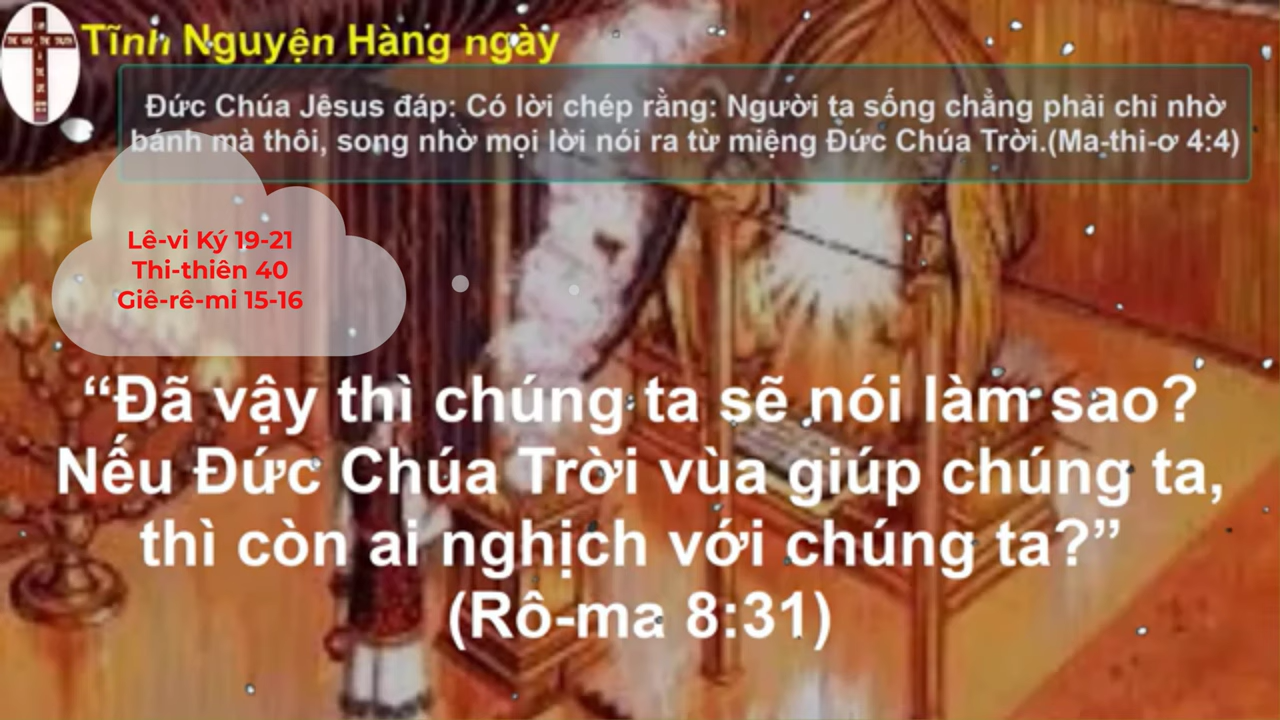 Tĩnh Nguyện Hàng ngày
Đức Chúa Jêsus đáp: Có lời chép rằng: Người ta sống chẳng phải chỉ nhờ
bánh mà thôi, song nhờ mọi lời nói ra từ miệng Đức Chúa Trời.(Ma-thi-ơ 4:4)
Lê-vi Ký 19-21
Thi-thiên 40
Giê-rê-mi 15-16
“Đã vậy thì chúng ta sẽ nói làm sao?
Nếu Đức Chúa Trời vùa giúp chúng ta,
thì còn ai nghịch với chúng ta?”
(Rô-ma 8:31)